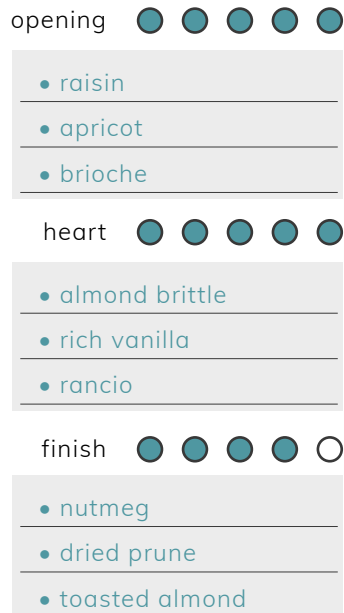 opening
• raisin
• apricot
• brioche
heart
• almond brittle
• rich vanilla
• rancio
finish
• nutmeg
• dried prune
• toasted almond